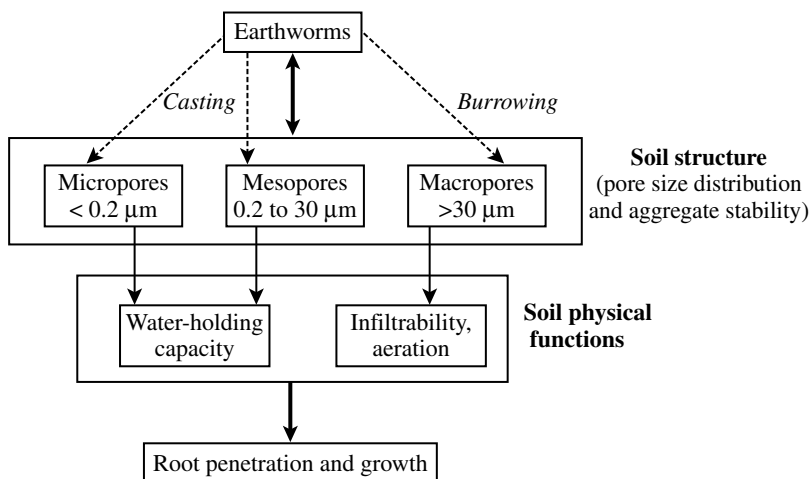 Earthworms
Casting
Burrowing
Soil structure
(pore size distribution
and aggregate stability)
Micropores
< 0.2 μm
Mesopores
0.2 to 30 μm
Macropores
>30 μm
Water-holding
capacity
Infiltrability,
aeration
Soil physical
functions
Root penetration and growth